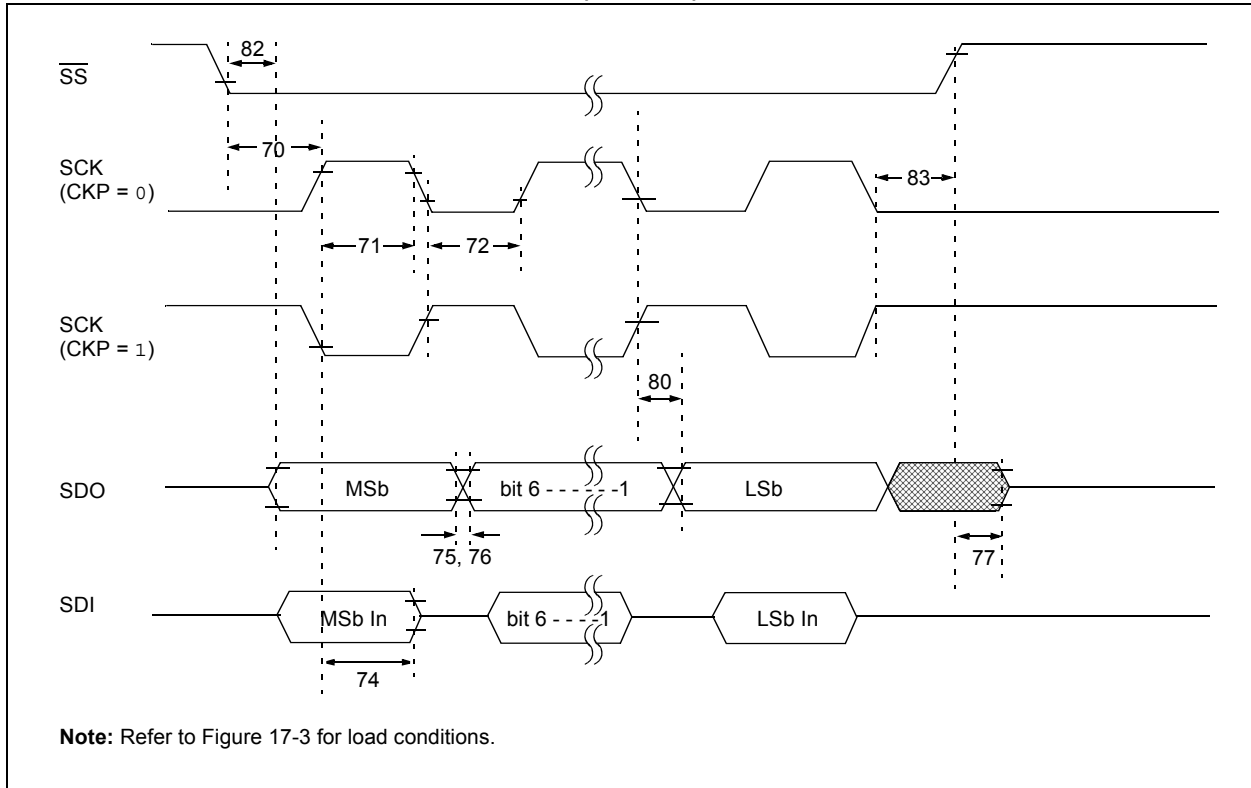 82
SS
70
SCK
(CKP = 0)
83
71
72
SCK
(CKP = 1)
80
SDO
MSb
bit 6 - - - - - - -1
LSb
75, 76
77
SDI
MSb In
bit 6 - - - - -1
LSb In
74
Note: Refer to Figure 17-3 for load conditions.